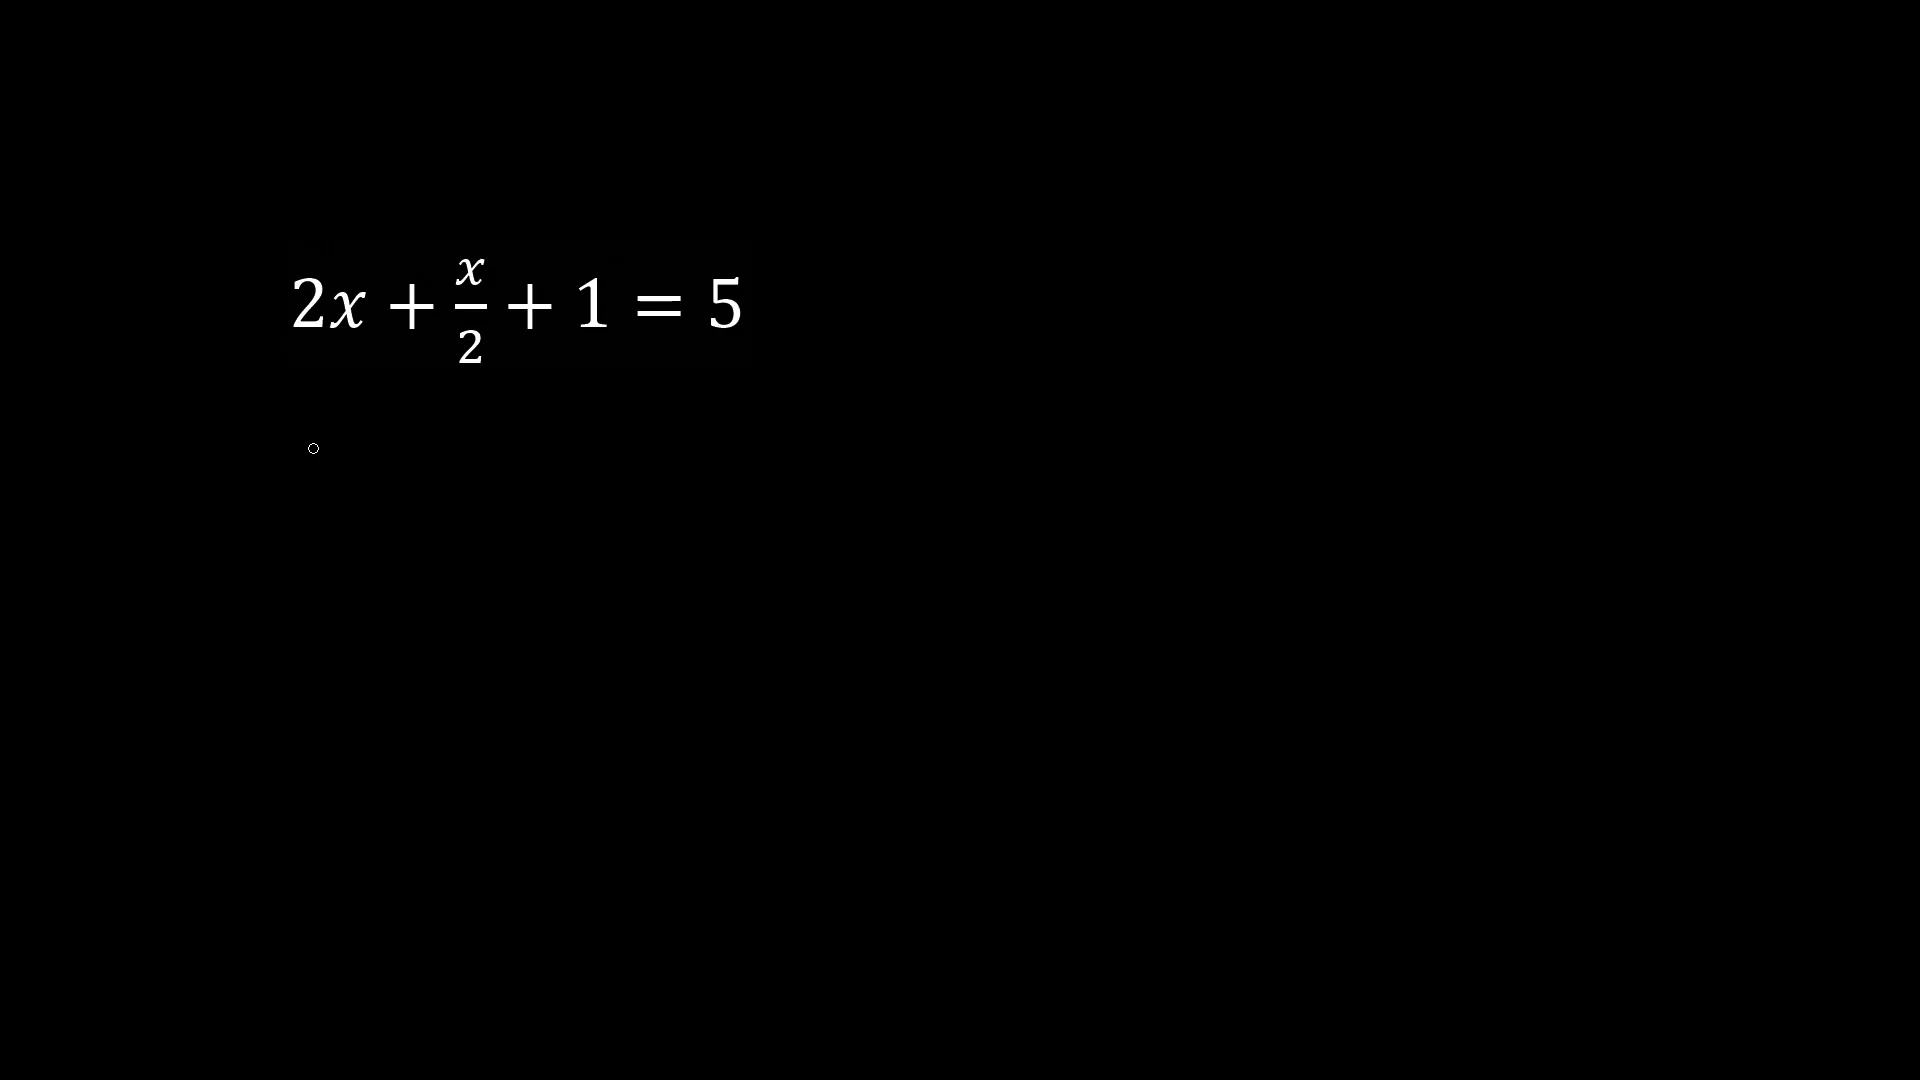 2x + x/2 + 1 = 5